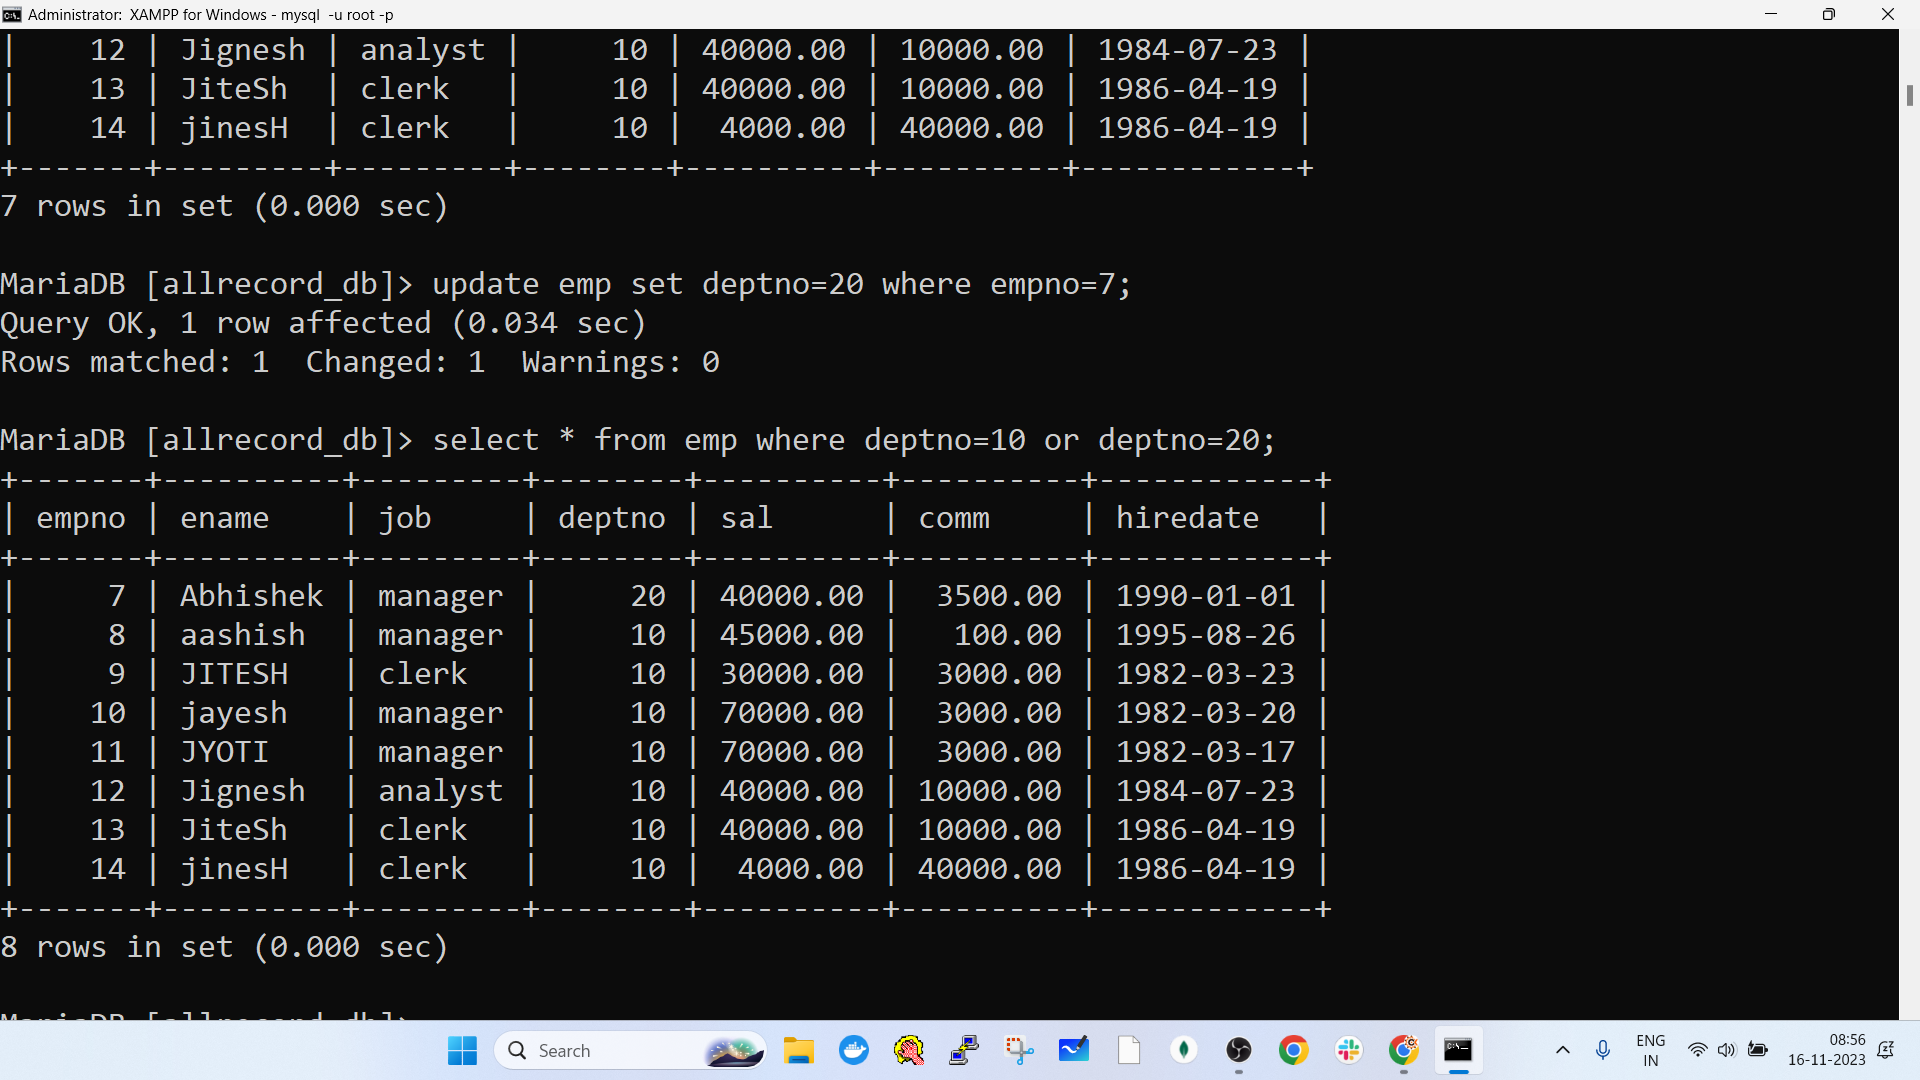 Administrator:  XAMPP for Windows - mysql  -u root -p
|    12 | Jignesh | analyst |     10 | 40000.00 | 10000.00 | 1984-07-23 |
|    13 | JiteSh  | clerk   |     10 | 40000.00 | 10000.00 | 1986-04-19 |
|    14 | jinesH  | clerk   |     10 |  4000.00 | 40000.00 | 1986-04-19 |
+-------+---------+---------+--------+----------+----------+------------+
7 rows in set (0.000 sec)
MariaDB [allrecord_db]> update emp set deptno=20 where empno=7;
Query OK, 1 row affected (0.034 sec)
Rows matched: 1  Changed: 1  Warnings: 0
MariaDB [allrecord_db]> select * from emp where deptno=10 or deptno=20;
+-------+----------+---------+--------+----------+----------+------------+
| empno | ename    | job     | deptno | sal      | comm     | hiredate   |
+-------+----------+---------+--------+----------+----------+------------+
|     7 | Abhishek | manager |     20 | 40000.00 |  3500.00 | 1990-01-01 |
|     8 | aashish  | manager |     10 | 45000.00 |   100.00 | 1995-08-26 |
|     9 | JITESH   | clerk   |     10 | 30000.00 |  3000.00 | 1982-03-23 |
|    10 | jayesh   | manager |     10 | 70000.00 |  3000.00 | 1982-03-20 |
|    11 | JYOTI    | manager |     10 | 70000.00 |  3000.00 | 1982-03-17 |
|    12 | Jignesh  | analyst |     10 | 40000.00 | 10000.00 | 1984-07-23 |
|    13 | JiteSh   | clerk   |     10 | 40000.00 | 10000.00 | 1986-04-19 |
|    14 | jinesH   | clerk   |     10 |  4000.00 | 40000.00 | 1986-04-19 |
+-------+----------+---------+--------+----------+----------+------------+
8 rows in set (0.000 sec)
MariaDB [allrecord_db]>
Search
ENG
IN
08:56
16-11-2023